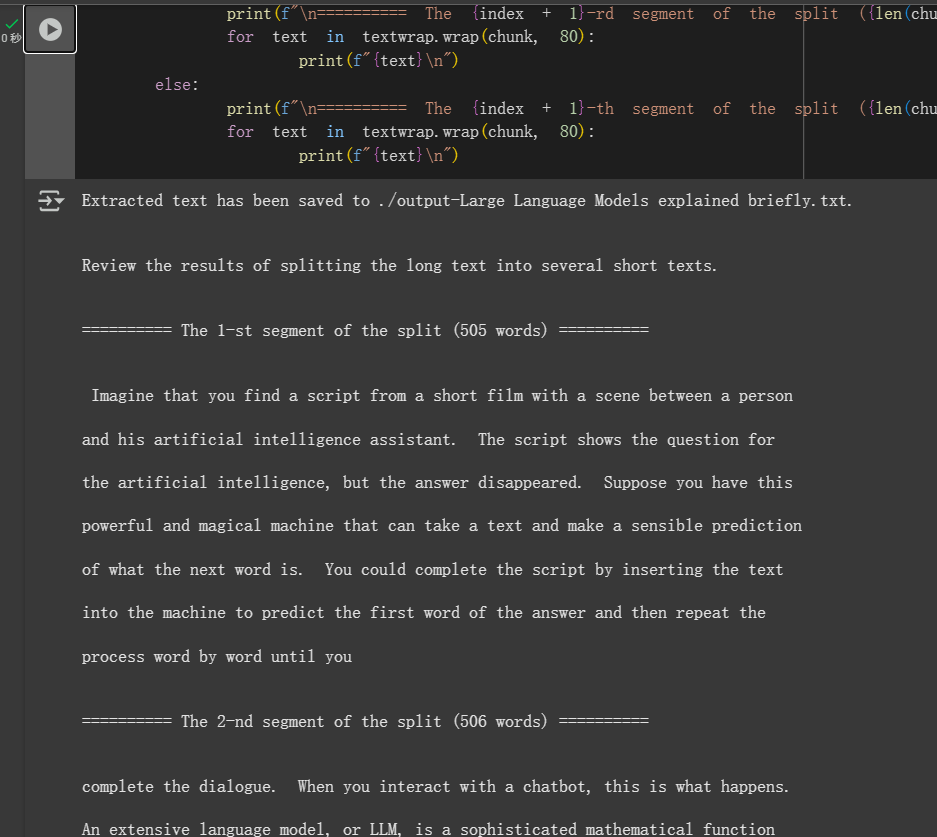 print(f"\n========== The {index + 1}-rd segment of the split ({len(chu
0 秒
for text in textwrap.wrap(chunk, 80):
print(f"{text}\n")
else:
print(f"\n========== The {index + 1}-th segment of the split ({len(chu
for text in textwrap.wrap(chunk, 80):
print(f"{text}\n")
Extracted text has been saved to ./output-Large Language Models explained briefly.txt.
Review the results of splitting the long text into several short texts.
========== The 1-st segment of the split (505 words) ==========
Imagine that you find a script from a short film with a scene between a person
and his artificial intelligence assistant.  The script shows the question for
the artificial intelligence, but the answer disappeared.  Suppose you have this
powerful and magical machine that can take a text and make a sensible prediction
of what the next word is.  You could complete the script by inserting the text
into the machine to predict the first word of the answer and then repeat the
process word by word until you
========== The 2-nd segment of the split (506 words) ==========
complete the dialogue.  When you interact with a chatbot, this is what happens.
An extensive language model, or LLM, is a sophisticated mathematical function